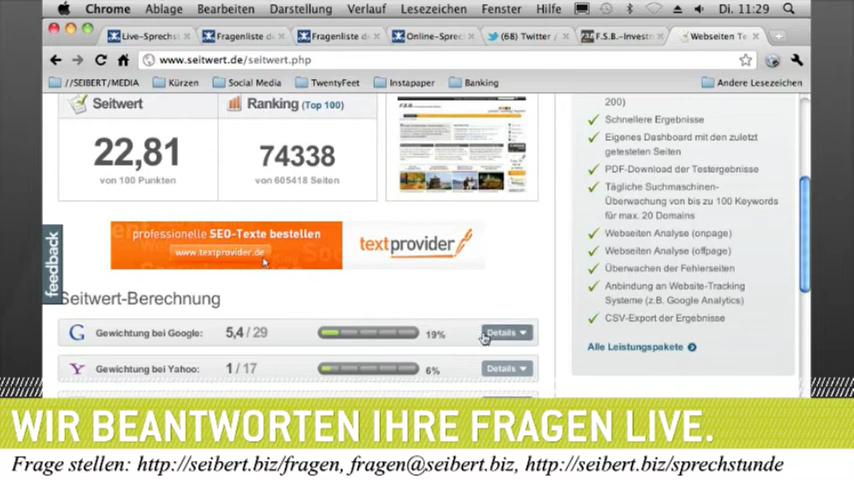 Chrome Ablage Bearbeiten Darstellung Verlauf Lesezeichen Fenster Hilfe Di. 11:29
Live-Sprechst Fragenliste d Fragenliste d Online-Sprec (68) Twitter / F.S.B.–Investm Webseiten Te
www.seitwert.de/seitwert.php
//SEIBERT/MEDIA Kürzen Social Media TwentyFeet Instapaper Banking Andere Lesezeichen
Seitwert
22,81
von 100 Punkten
Ranking (Top 100)
74338
von 605418 Seiten
professionelle SEO-Texte bestellen
www.textprovider.de
textprovider
feedback
Seitwert-Berechnung
Gewichtung bei Google: 5,4 / 29 19% Details
Gewichtung bei Yahoo: 1 / 17 6% Details
200)
Schnellere Ergebnisse
Eigenes Dashboard mit den zuletzt
getesteten Seiten
PDF-Download der Testergebnisse
Tägliche Suchmaschinen-
Überwachung von bis zu 100 Keywords
für max. 20 Domains
Webseiten Analyse (onpage)
Webseiten Analyse (offpage)
Überwachen der Fehlerseiten
Anbindung an Website-Tracking
Systeme (z.B. Google Analytics)
CSV-Export der Ergebnisse
Alle Leistungspakete
WIR BEANTWORTEN IHRE FRAGEN LIVE.
Frage stellen: http://seibert.biz/fragen, fragen@seibert.biz, http://seibert.biz/sprechstunde